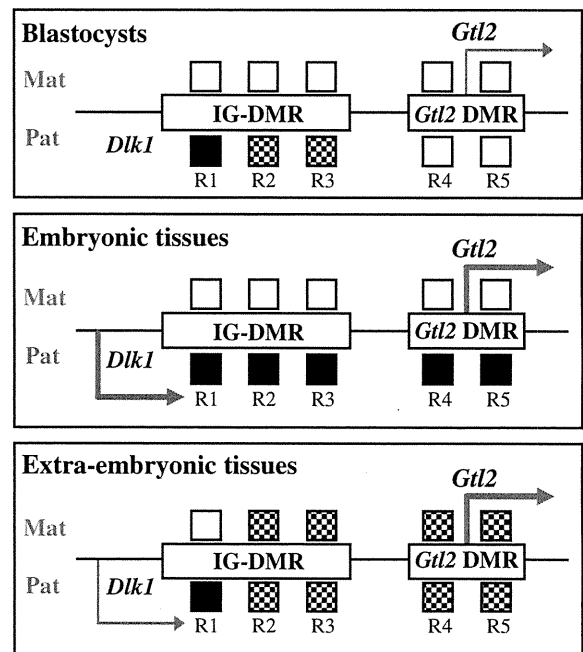 Blastocysts
Gtl2
Mat
IG-DMR
Gtl2 DMR
Pat
Dlk1
R1 R2 R3 R4 R5
Embryonic tissues
Gtl2
Mat
IG-DMR
Gtl2 DMR
Pat
Dlk1
R1 R2 R3 R4 R5
Extra-embryonic tissues
Gtl2
Mat
IG-DMR
Gtl2 DMR
Pat
Dlk1
R1 R2 R3 R4 R5